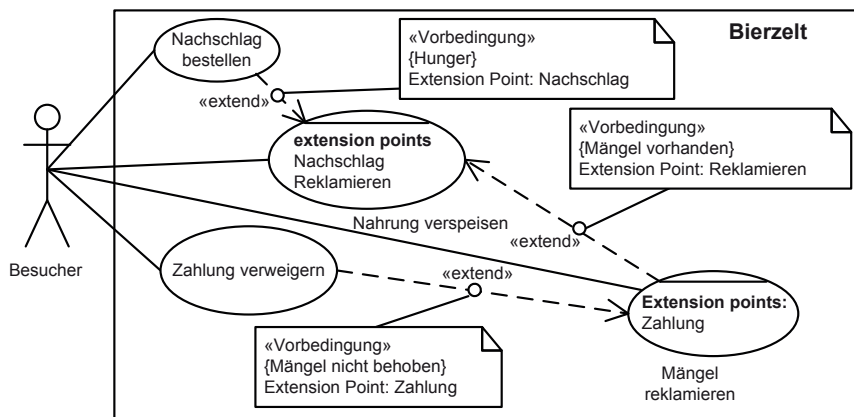 Bierzelt
Nachschlag
bestellen
«Vorbedingung»
{Hunger}
Extension Point: Nachschlag
«extend»
extension points
Nachschlag
Reklamieren
«Vorbedingung»
{Mängel vorhanden}
Extension Point: Reklamieren
Nahrung verspeisen
«extend»
Besucher
Zahlung verweigern
«extend»
Extension points:
Zahlung
«Vorbedingung»
{Mängel nicht behoben}
Extension Point: Zahlung
Mängel
reklamieren